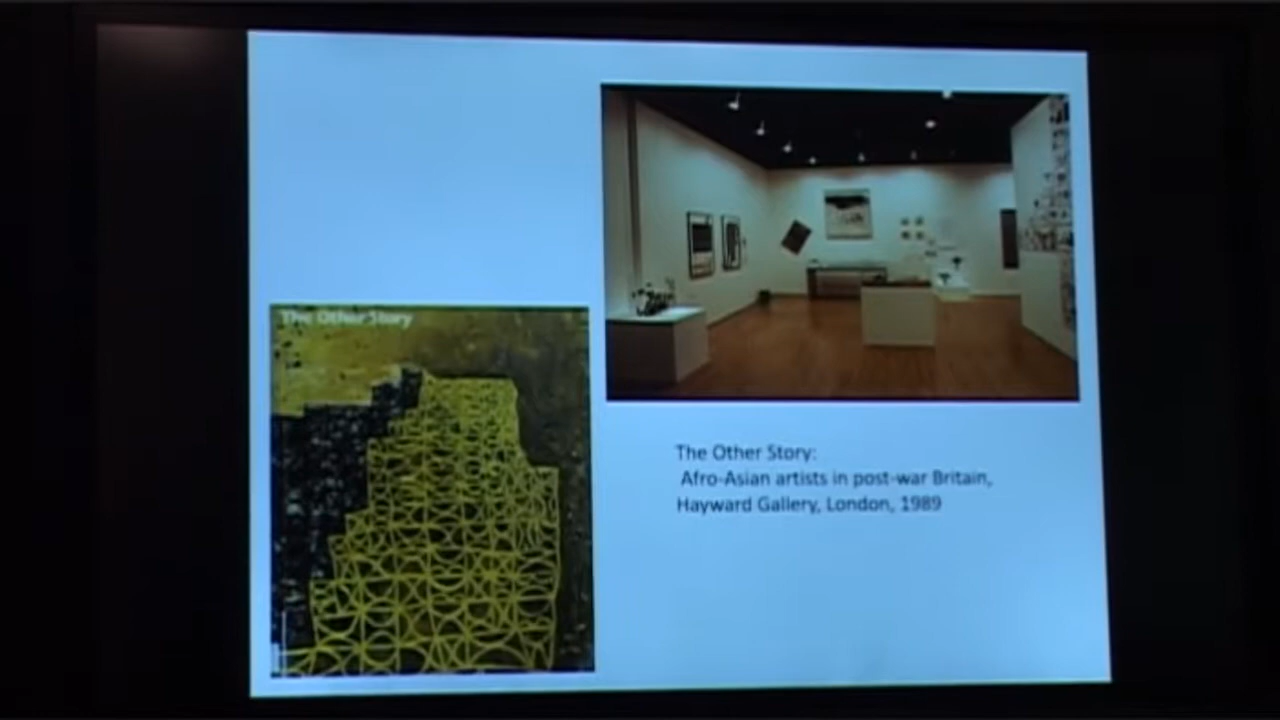 The Other Story
The Other Story:
Afro-Asian artists in post-war Britain,
Hayward Gallery, London, 1989